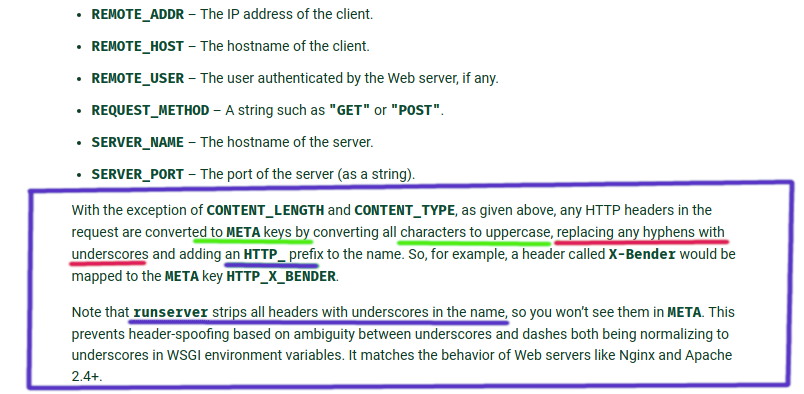 • REMOTE_ADDR – The IP address of the client.
• REMOTE_HOST – The hostname of the client.
• REMOTE_USER – The user authenticated by the Web server, if any.
• REQUEST_METHOD – A string such as "GET" or "POST".
• SERVER_NAME – The hostname of the server.
• SERVER_PORT – The port of the server (as a string).
With the exception of CONTENT_LENGTH and CONTENT_TYPE, as given above, any HTTP headers in the
request are converted to META keys by converting all characters to uppercase, replacing any hyphens with
underscores and adding an HTTP_ prefix to the name. So, for example, a header called X-Bender would be
mapped to the META key HTTP_X_BENDER.
Note that runserver strips all headers with underscores in the name, so you won't see them in META. This
prevents header-spoofing based on ambiguity between underscores and dashes both being normalizing to
underscores in WSGI environment variables. It matches the behavior of Web servers like Nginx and Apache
2.4+.